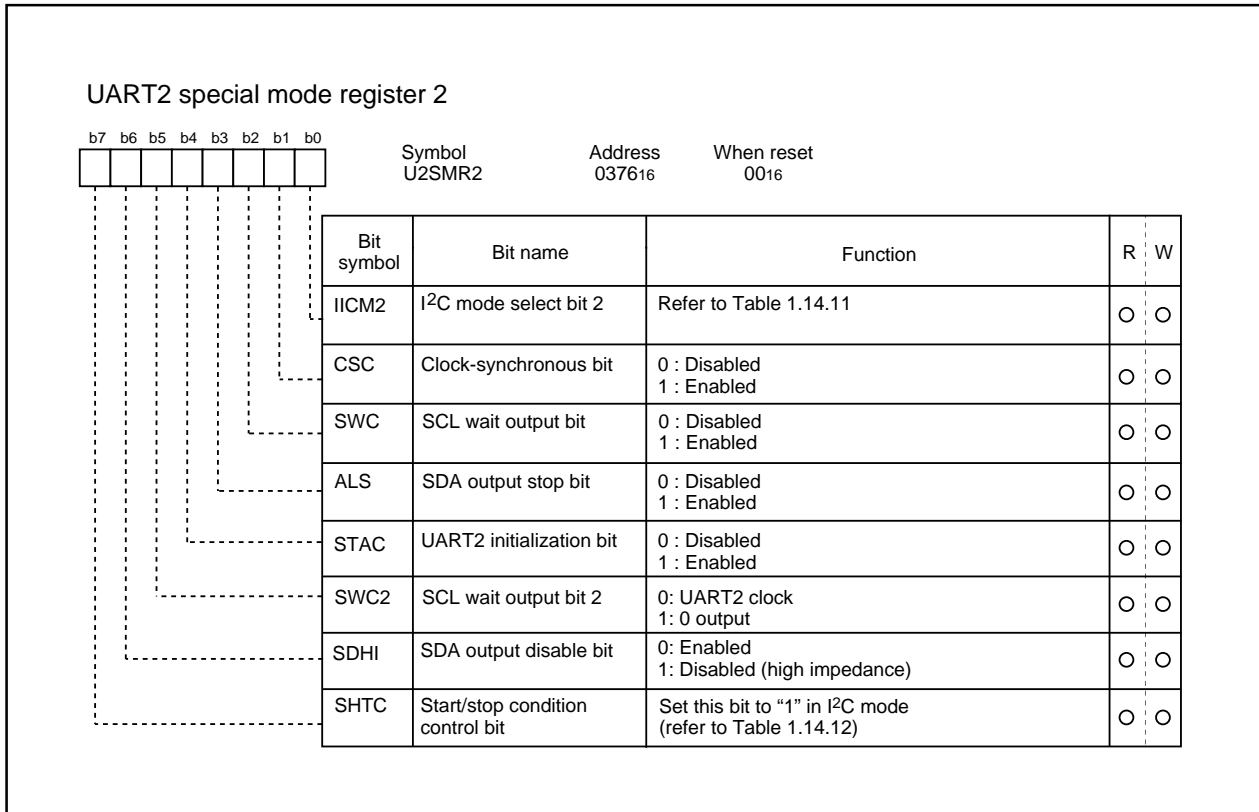 UART2 special mode register 2
b7 b6 b5 b4 b3 b2 b1 b0
Symbol Address When reset
U2SMR2 037616 0016
Bit symbol Bit name Function R W
IICM2 I2C mode select bit 2 Refer to Table 1.14.11
CSC Clock-synchronous bit 0 : Disabled
1 : Enabled
SWC SCL wait output bit 0 : Disabled
1 : Enabled
ALS SDA output stop bit 0 : Disabled
1 : Enabled
STAC UART2 initialization bit 0 : Disabled
1 : Enabled
SWC2 SCL wait output bit 2 0: UART2 clock
1: 0 output
SDHI SDA output disable bit 0: Enabled
1: Disabled (high impedance)
SHTC Start/stop condition control bit Set this bit to “1” in I2C mode
(refer to Table 1.14.12)